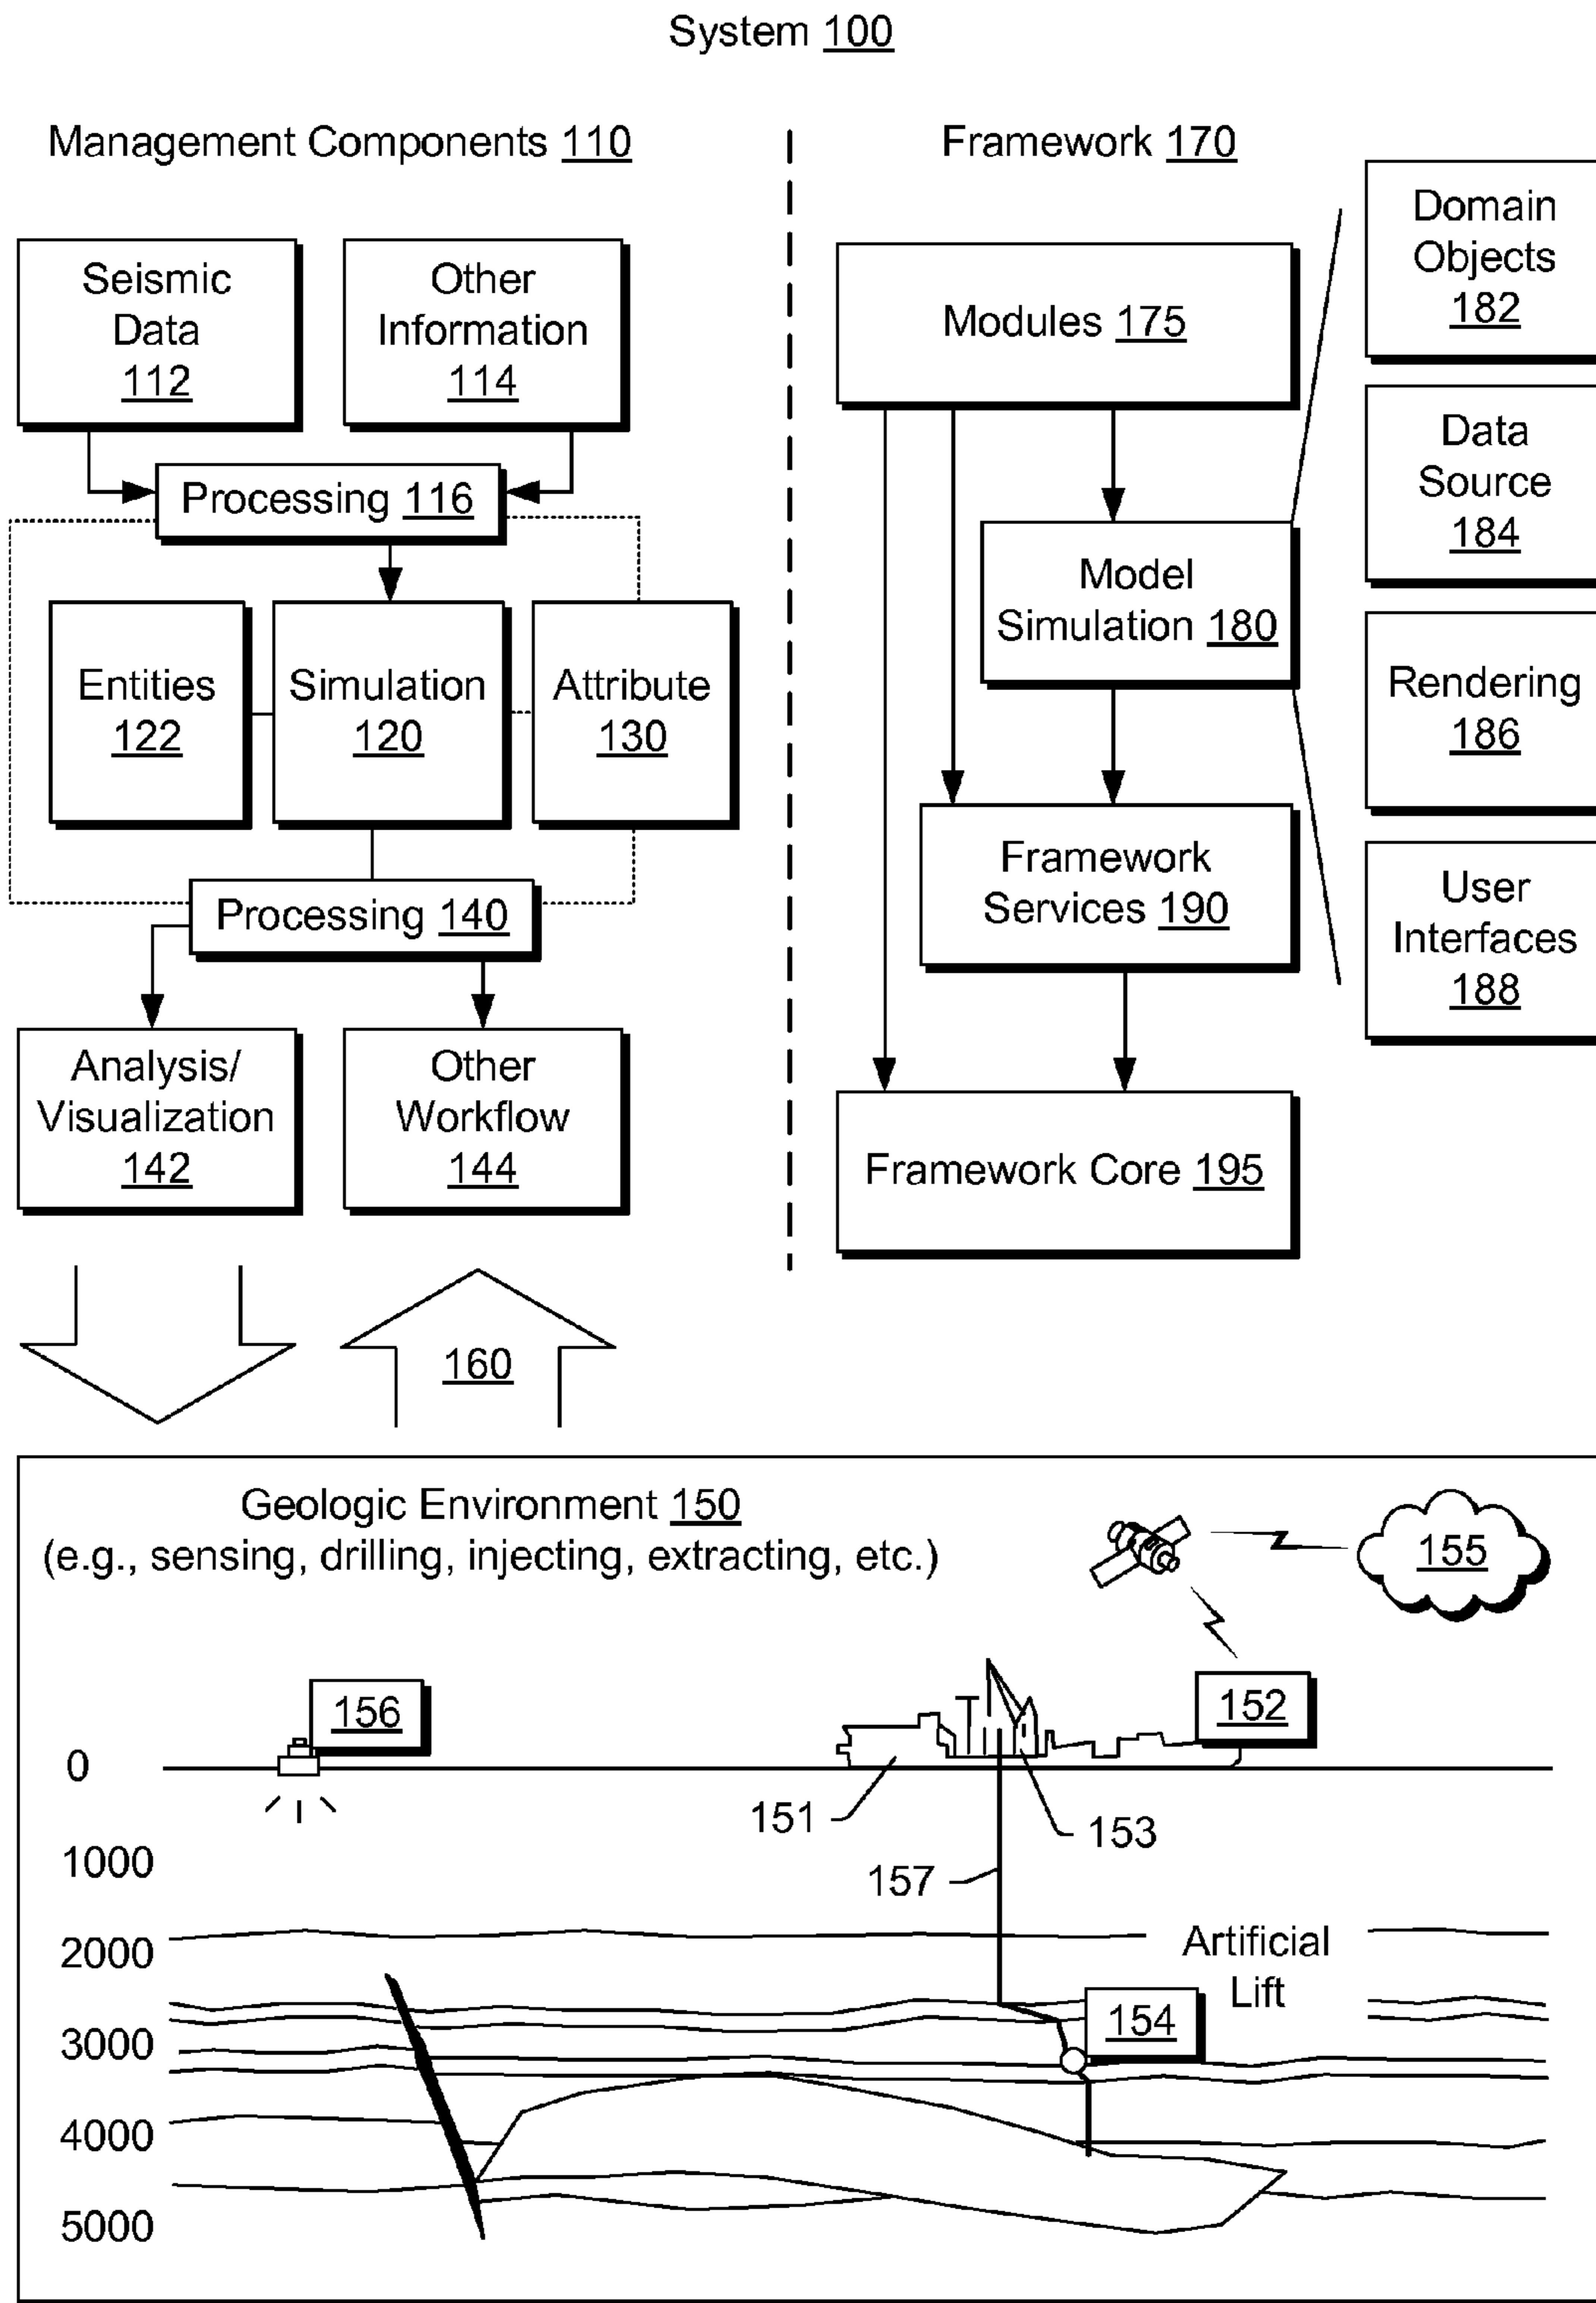 System 100
Management Components 110
Seismic
Data
112
Other
Information
114
Processing 116
Entities
122
Simulation
120
Attribute
130
Processing 140
Analysis/
Visualization
142
Other
Workflow
144
160
Framework 170
Modules 175
Model
Simulation 180
Framework
Services 190
Framework Core 195
Domain
Objects
182
Data
Source
184
Rendering
186
User
Interfaces
188
Geologic Environment 150
(e.g., sensing, drilling, injecting, extracting, etc.)
155
156
152
0
151
153
1000
157
2000
Artificial
Lift
154
3000
4000
5000